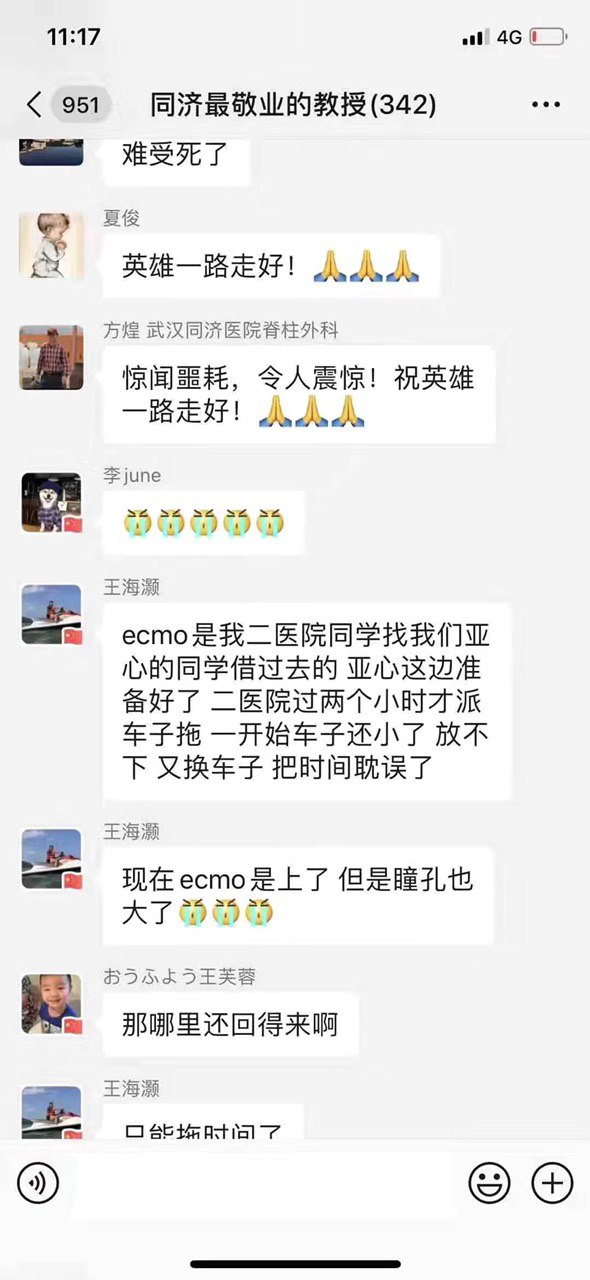 11:17
4G
951
同济最敬业的教授(342)
难受死了
夏俊
英雄一路走好！🙏🙏🙏
方煌 武汉同济医院脊柱外科
惊闻噩耗，令人震惊！祝英雄
一路走好！🙏🙏🙏
李june
😭😭😭😭😭
王海灏
ecmo是我二医院同学找我们亚
心的同学借过去的 亚心这边准
备好了 二医院过两个小时才派
车子拖 一开始车子还小了 放不
下 又换车子 把时间耽误了
王海灏
现在ecmo是上了 但是瞳孔也
大了😭😭😭
おうふよう王芙蓉
那哪里还回得来啊
王海灏
只能拖时间了